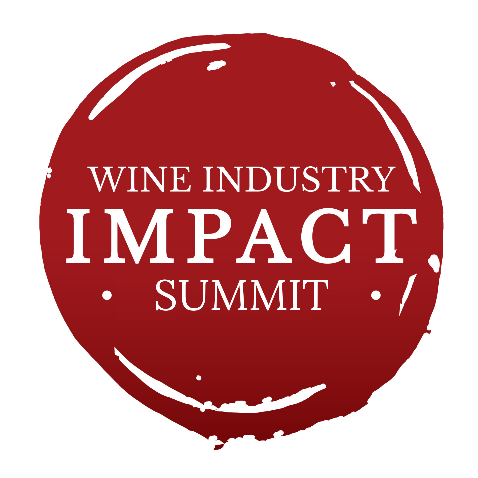 WINE INDUSTRY
IMPACT
• SUMMIT •